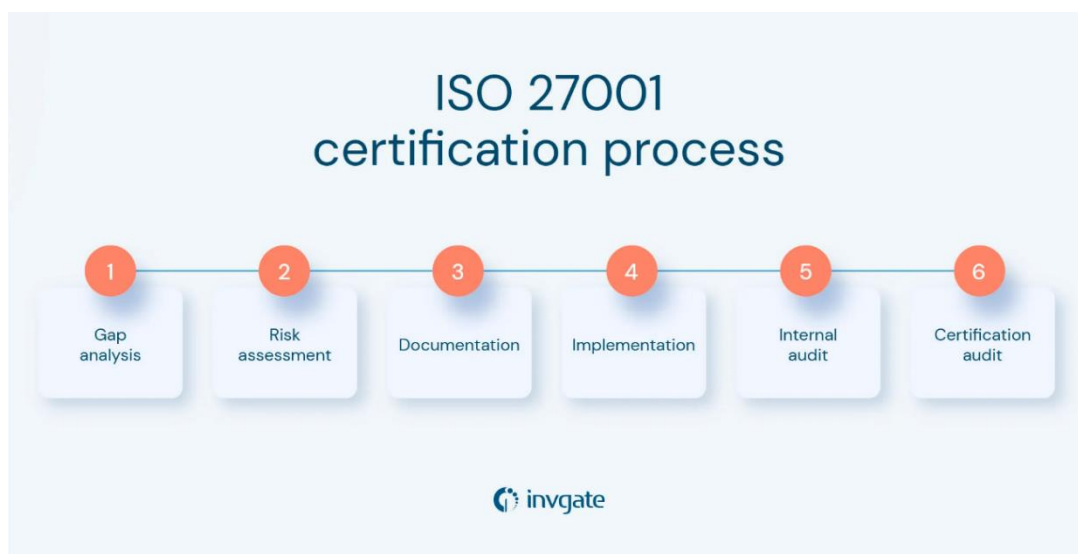 ISO 27001
certification process
1
Gap
analysis
2
Risk
assessment
3
Documentation
4
Implementation
5
Internal
audit
6
Certification
audit
invgate